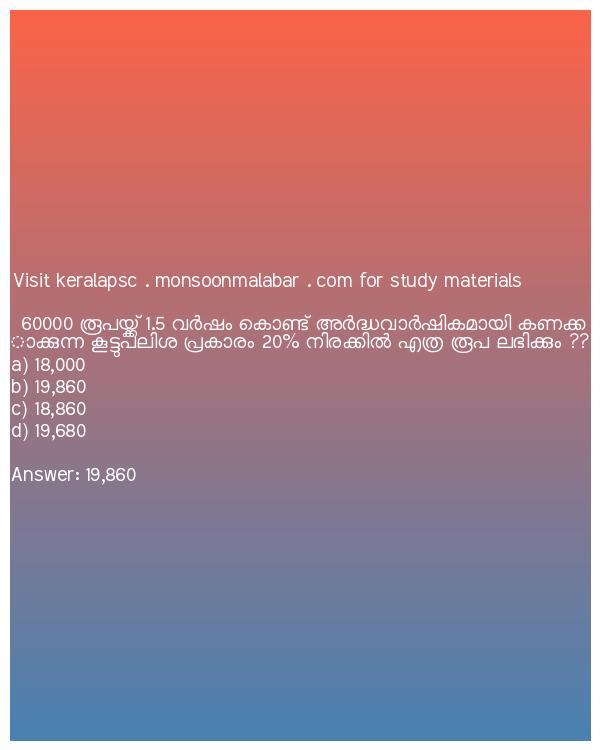 Visit keralapsc . monsoonmalabar . com for study materials
60000 രൂപയ്ക്ക് 1.5 വർഷം കൊണ്ട് അർദ്ധവാർഷികമായി കണക്ക
ാക്കുന്ന കൂട്ടുപലിശ പ്രകാരം 20% നിരക്കിൽ എത്ര രൂപ ലഭിക്കും ??
a) 18,000
b) 19,860
c) 18,860
d) 19,680
Answer: 19,860